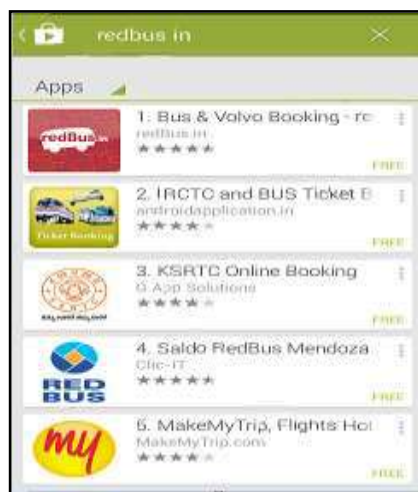 redbus in
Apps
1. Bus & Volvo Booking - rc
redBus.in
FREE
redBus.in
2. IRCTC and BUS Ticket B
androidapplication.in
FREE
Ticket Booking
3. KSRTC Online Booking
G App Solutions
FREE
4. Saldo RedBus Mendoza
Clic-IT
FREE
RED
BUS
5. MakeMyTrip, Flights Hot
MakeMyTrip.com
FREE
my